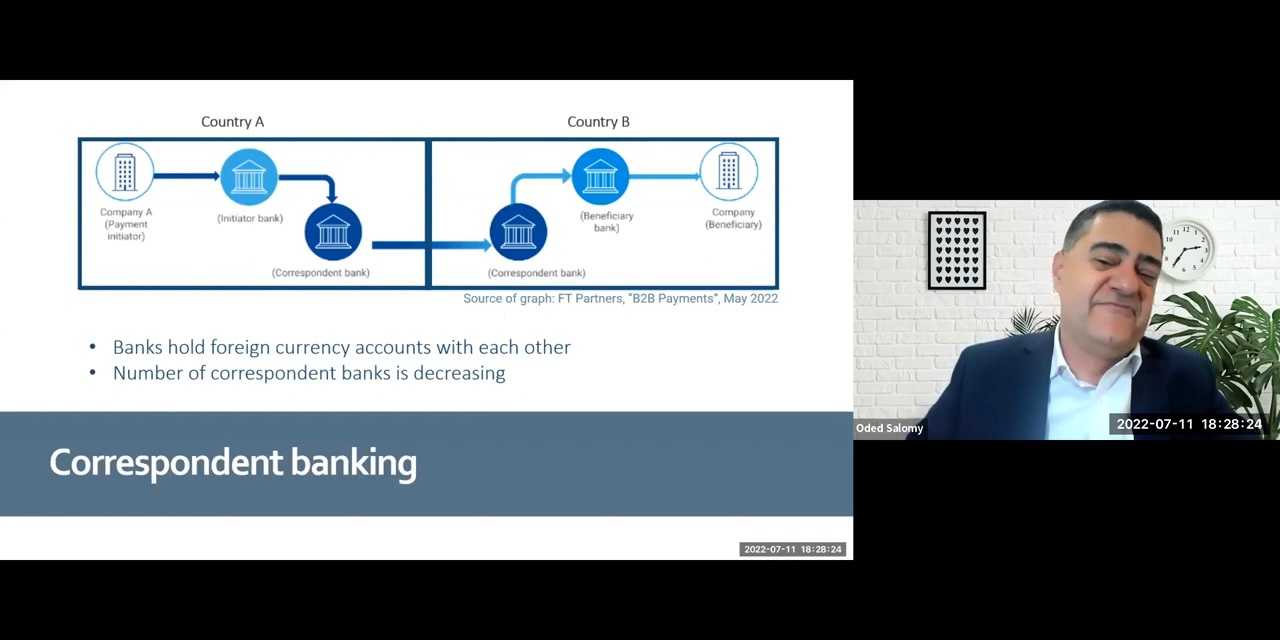 Country A
Country B
Company A
(Payment
initiator)
(Initiator bank)
(Correspondent bank)
(Correspondent bank)
(Beneficiary
bank)
Company
(Beneficiary)
Source of graph: FT Partners, “B2B Payments”, May 2022
• Banks hold foreign currency accounts with each other
• Number of correspondent banks is decreasing
Correspondent banking
2022-07-11 18:28:24
Oded Salomy
2022-07-11 18:28:24